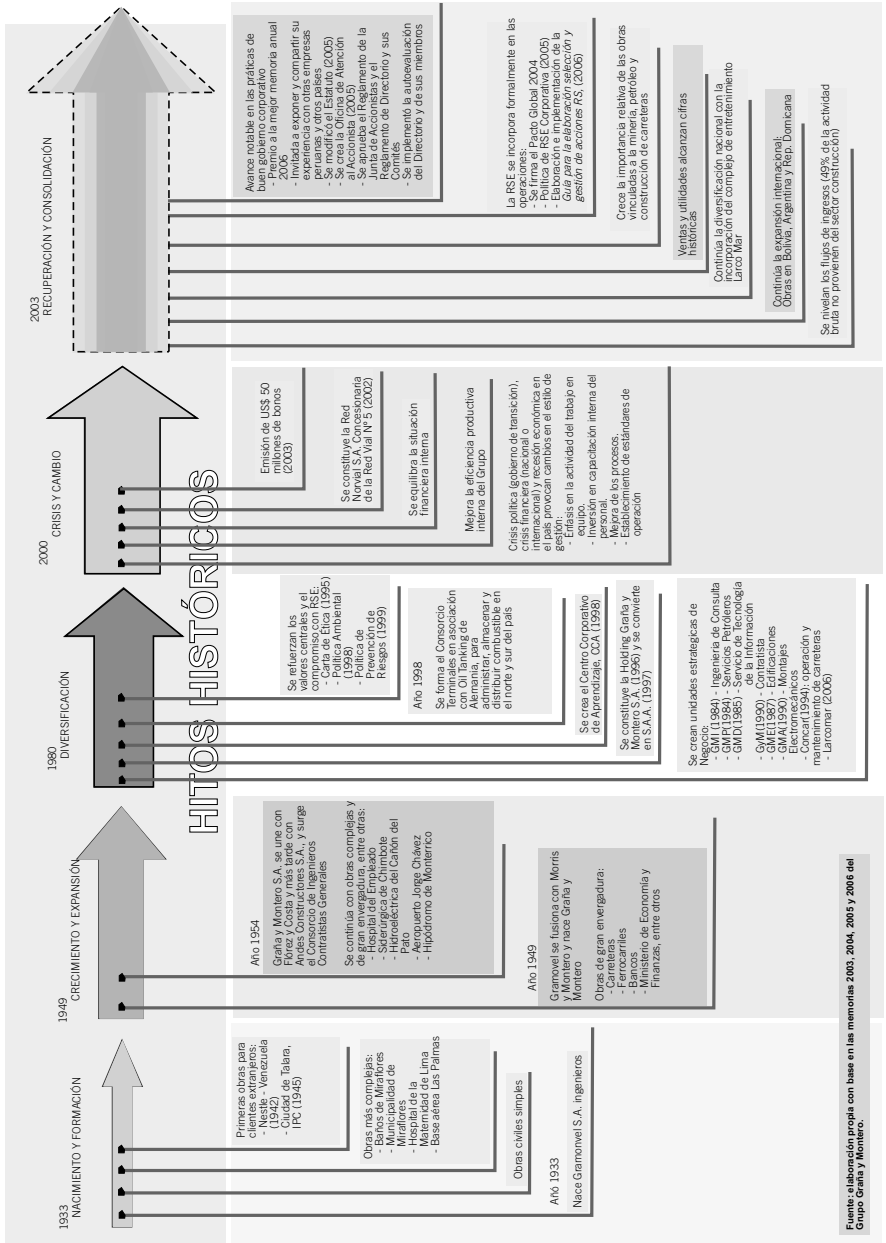 HITOS HISTÓRICOS
1933
NACIMIENTO Y FORMACIÓN
Primeras obras para
clientes extranjeros:
- Nestle - Venezuela
(1942)
- Ciudad de Talara,
IPC (1945)
Obras más complejas:
- Baños de Miraflores
- Municipalidad de
Miraflores
- Hospital de la
Maternidad de Lima
- Base aérea Las Palmas
Obras civiles simples
Añó 1933
Nace Gramonvel S.A. ingenieros
1949
CRECIMIENTO Y EXPANSIÓN
Año 1954
Graña y Montero S.A. se une con
Flórez y Costa y más tarde con
Andes Constructores S.A., y surge
el Consorcio de Ingenieros
Contratistas Generales
Se continúa con obras complejas y
de gran envergadura, entre otras:
- Hospital del Empleado
- Siderúrgica de Chimbote
- Hidroeléctrica del Cañón del
Pato
- Aeropuerto Jorge Chávez
- Hipódromo de Monterrico
Año 1949
Gramovel se fusiona con Morris
y Montero y nace Graña y
Montero
Obras de gran envergadura:
- Carreteras
- Ferrocarriles
- Bancos
- Ministerio de Economía y
Finanzas, entre otros
1980
DIVERSIFICACIÓN
Se refuerzan los
valores centrales y el
compromiso con RSE:
- Carta de Ética (1995)
- Política Ambiental
(1998)
- Política de
Prevención de
Riesgos (1999)
Año 1998
Se forma el Consorcio
Terminales en asociación
con Oil Tanking de
Alemania, para
administrar, almacenar y
distribuir combustible en
el norte y sur del país
Se crea el Centro Corporativo
de Aprendizaje, CCA (1998)
Se constituye la Holding Graña y
Montero S.A. (1996) y se convierte
en S.A.A. (1997)
Se crean unidades estrategicas de
Negocio:
- GMI (1984) - Ingeniería de Consulta
- GMP(1984) - Servicios Petróleros
- GMD(1985) - Servicio de Tecnología
de la Información
- GyM(1990) - Contratista
- GME(1987) - Edificaciones
- GMA(1990) - Montajes
Electromecánicos
- Concar(1994): operación y
mantenimiento de carreteras
- Larcomar (2006)
2000
CRISIS Y CAMBIO
Emisión de US$ 50
millones de bonos
(2003)
Se constituye la Red
Norvial S.A. Concesionaria
de la Red Vial Nº 5 (2002)
Se equilibra la situación
financiera interna
Mejora la eficiencia productiva
interna del Grupo
Crisis política (gobierno de transición),
crisis financiera (nacional o
internacional) y recesión económica en
el país provocan cambios en el estilo de
gestión:
- Énfasis en la actividad del trabajo en
equipo.
- Inversión en capacitación interna del
personal.
- Mejora de los procesos.
- Establecimiento de estándares de
operación
2003
RECUPERACIÓN Y CONSOLIDACIÓN
Avance notable en las práticas de
buen gobierno corporativo
- Premio a la mejor memoria anual
2006
- Invitada a exponer y compartir su
experiencia con otras empresas
peruanas y otros países
- Se modificó el Estatuto (2005)
- Se crea la Oficina de Atención
al Accionista (2005)
- Se aprueba el Reglamento de la
Junta de Accionistas y el
Reglamento de Directorio y sus
Comités
- Se implementó la autoevaluación
del Directorio y de sus miembros
La RSE se incorpora formalmente en las
operaciones:
- Se firma el Pacto Global 2004
- Política de RSE Corporativa (2005)
- Elaboración e implementación de la
Guía para la elaboración selección y
gestión de acciones RS, (2006)
Crece la importancia relativa de las obras
vinculadas a la minería, petróleo y
construcción de carreteras
Ventas y utilidades alcanzan cifras
históricas
Continúa la diversificación nacional con la
incorporación del complejo de entretenimiento
Larco Mar
Continúa la expansión internacional:
Obras en Bolivia, Argentina y Rep. Domicana
Se nivelan los flujos de ingresos (49% de la actividad
bruta no provienen del sector construcción)
Fuente: elaboración propia con base en las memorias 2003, 2004, 2005 y 2006 del
Grupo Graña y Montero.